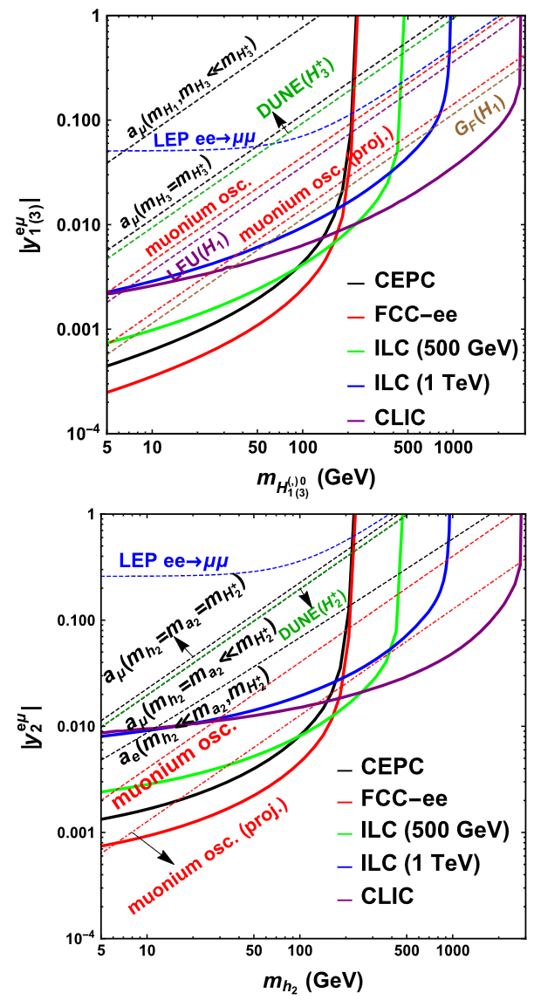 1
0.100
0.010
0.001
10⁻⁴
|y^{eμ}_{1(3)}|
a_μ(m_{H_1},m_{H_3}≪m_{H_3^+})
DUNE(H_3^+)
LEP ee→μμ
G_F(H_1)
a_μ(m_{H_3}=m_{H_3^+})
muonium osc.
muonium osc. (proj.)
LFU(H_1)
CEPC
FCC-ee
ILC (500 GeV)
ILC (1 TeV)
CLIC
5 10 50 100 500 1000
m_{H_{1(3)}^{(,)0}} (GeV)
1
0.100
0.010
0.001
10⁻⁴
|y_2^{eμ}|
LEP ee→μμ
a_μ(m_{h_2}=m_{a_2}=m_{H_2^+})
DUNE(H_2^+)
a_μ(m_{h_2}=m_{a_2}≪m_{H_2^+})
a_e(m_{h_2}≪m_{a_2},m_{H_2^+})
muonium osc.
muonium osc. (proj.)
CEPC
FCC-ee
ILC (500 GeV)
ILC (1 TeV)
CLIC
5 10 50 100 500 1000
m_{h_2} (GeV)